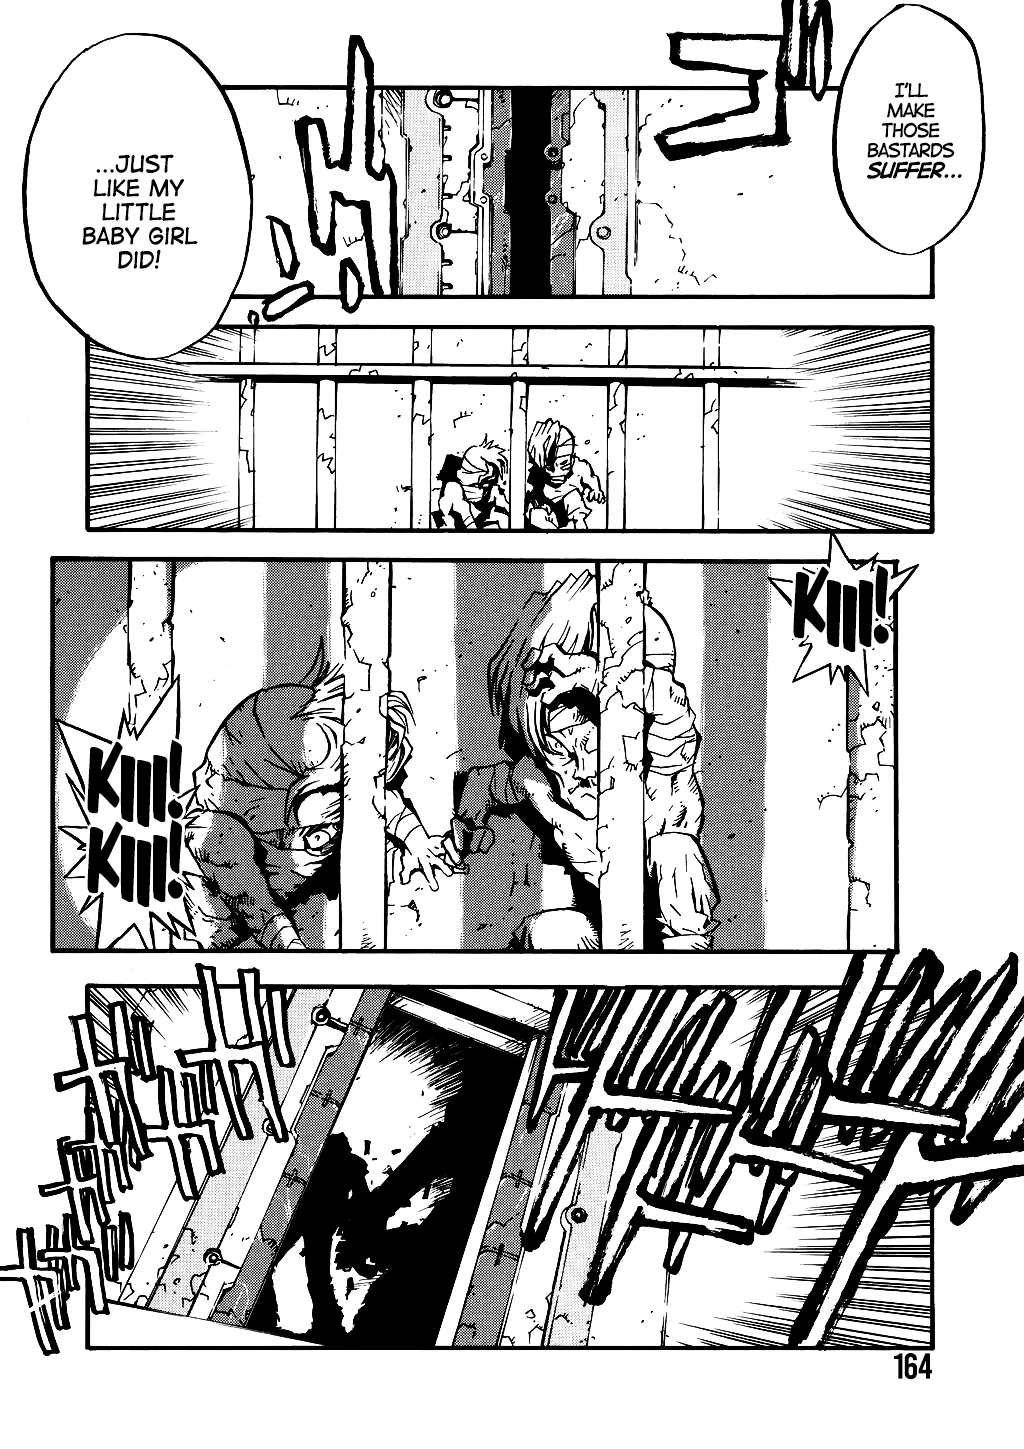 I'LL
MAKE
THOSE
BASTARDS
SUFFER...
...JUST
LIKE MY
LITTLE
BABY GIRL
DID!
KIII!
KIII!
KIII!
164